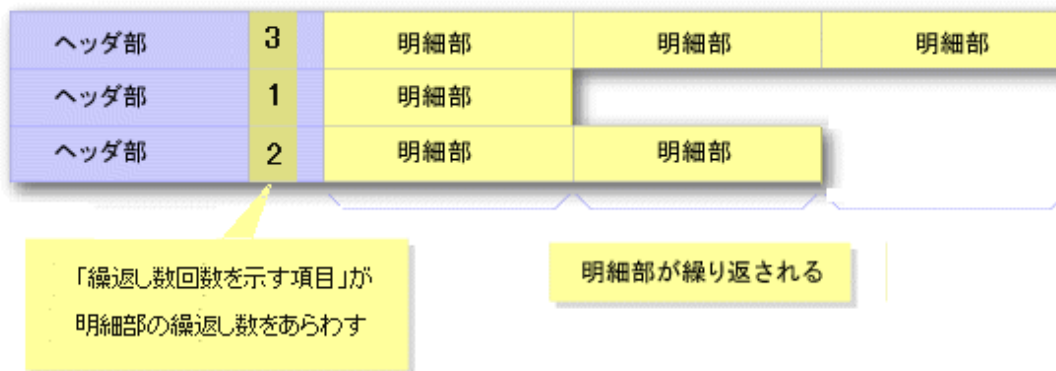 ヘッダ部 3 明細部 明細部 明細部
ヘッダ部 1 明細部
ヘッダ部 2 明細部 明細部
「繰返し数回数を示す項目」が
明細部の繰返し数をあらわす
明細部が繰り返される